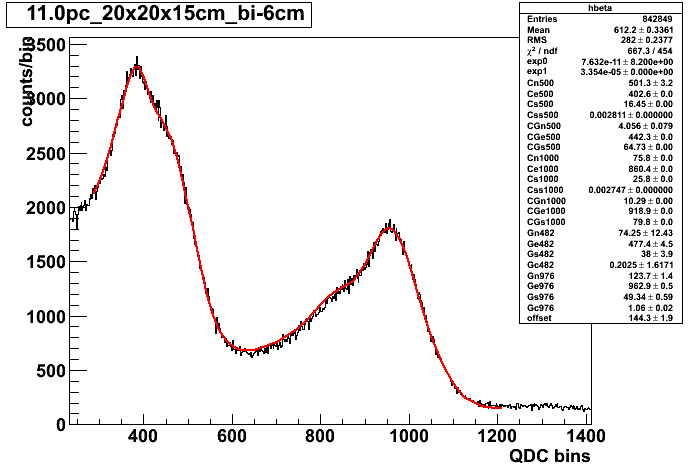 11.0pc_20x20x15cm_bi-6cm
hbeta
Entries 842849
Mean 612.2 ± 0.3361
RMS 282 ± 0.2377
χ² / ndf 667.3 / 454
exp0 7.632e-11 ± 8.200e+00
exp1 3.354e-05 ± 0.000e+00
Cn500 501.3 ± 3.2
Ce500 402.6 ± 0.0
Cs500 16.45 ± 0.00
Css500 0.002811 ± 0.000000
CGn500 4.056 ± 0.079
CGe500 442.3 ± 0.0
CGs500 64.73 ± 0.00
Cn1000 75.8 ± 0.0
Ce1000 860.4 ± 0.0
Cs1000 25.8 ± 0.0
Css1000 0.002747 ± 0.000000
CGn1000 10.29 ± 0.00
CGe1000 918.9 ± 0.0
CGs1000 79.8 ± 0.0
Gn482 74.25 ± 12.43
Ge482 477.4 ± 4.5
Gs482 38 ± 3.9
Gc482 0.2025 ± 1.6171
Gn976 123.7 ± 1.4
Ge976 962.9 ± 0.5
Gs976 49.34 ± 0.59
Gc976 1.06 ± 0.02
offset 144.3 ± 1.9
counts/bin
3500
3000
2500
2000
1500
1000
500
0
400 600 800 1000 1200 1400
QDC bins